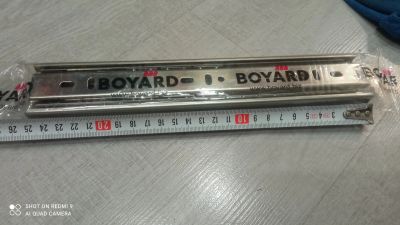 BOYARD BOYARD
26 25 24 23 22 21 20 19 18 17 16 15 14 13 12 11 10 9 8 7 6 5 4 3
SHOT ON REDMI 9
AI QUAD CAMERA